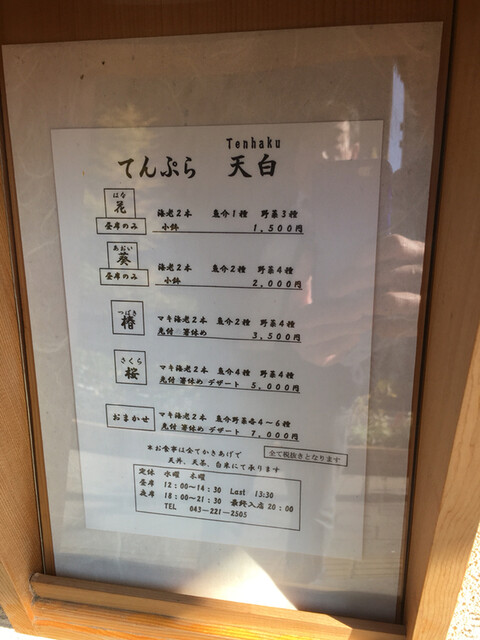 Tenhaku
てんぷら 天白
はな
花
昼席のみ
海老2本 魚介1種 野菜3種
小鉢 1,500円
あおい
葵
昼席のみ
海老2本 魚介2種 野菜4種
小鉢 2,000円
つばき
椿
マキ海老2本 魚介2種 野菜4種
先付 箸休め 3,500円
さくら
桜
マキ海老2本 魚介4種 野菜4種
先付 箸休め デザート 5,000円
おまかせ
マキ海老2本 魚介野菜各4~6種
先付 箸休め デザート 7,000円
*お食事は全てかきあげで
天丼、天茶、白米にて承ります
全て税抜きとなります
定休 水曜 木曜
昼席 12:00~14:30 Last 13:30
夜席 18:00~21:30 最終入店20:00
TEL 043-221-2505